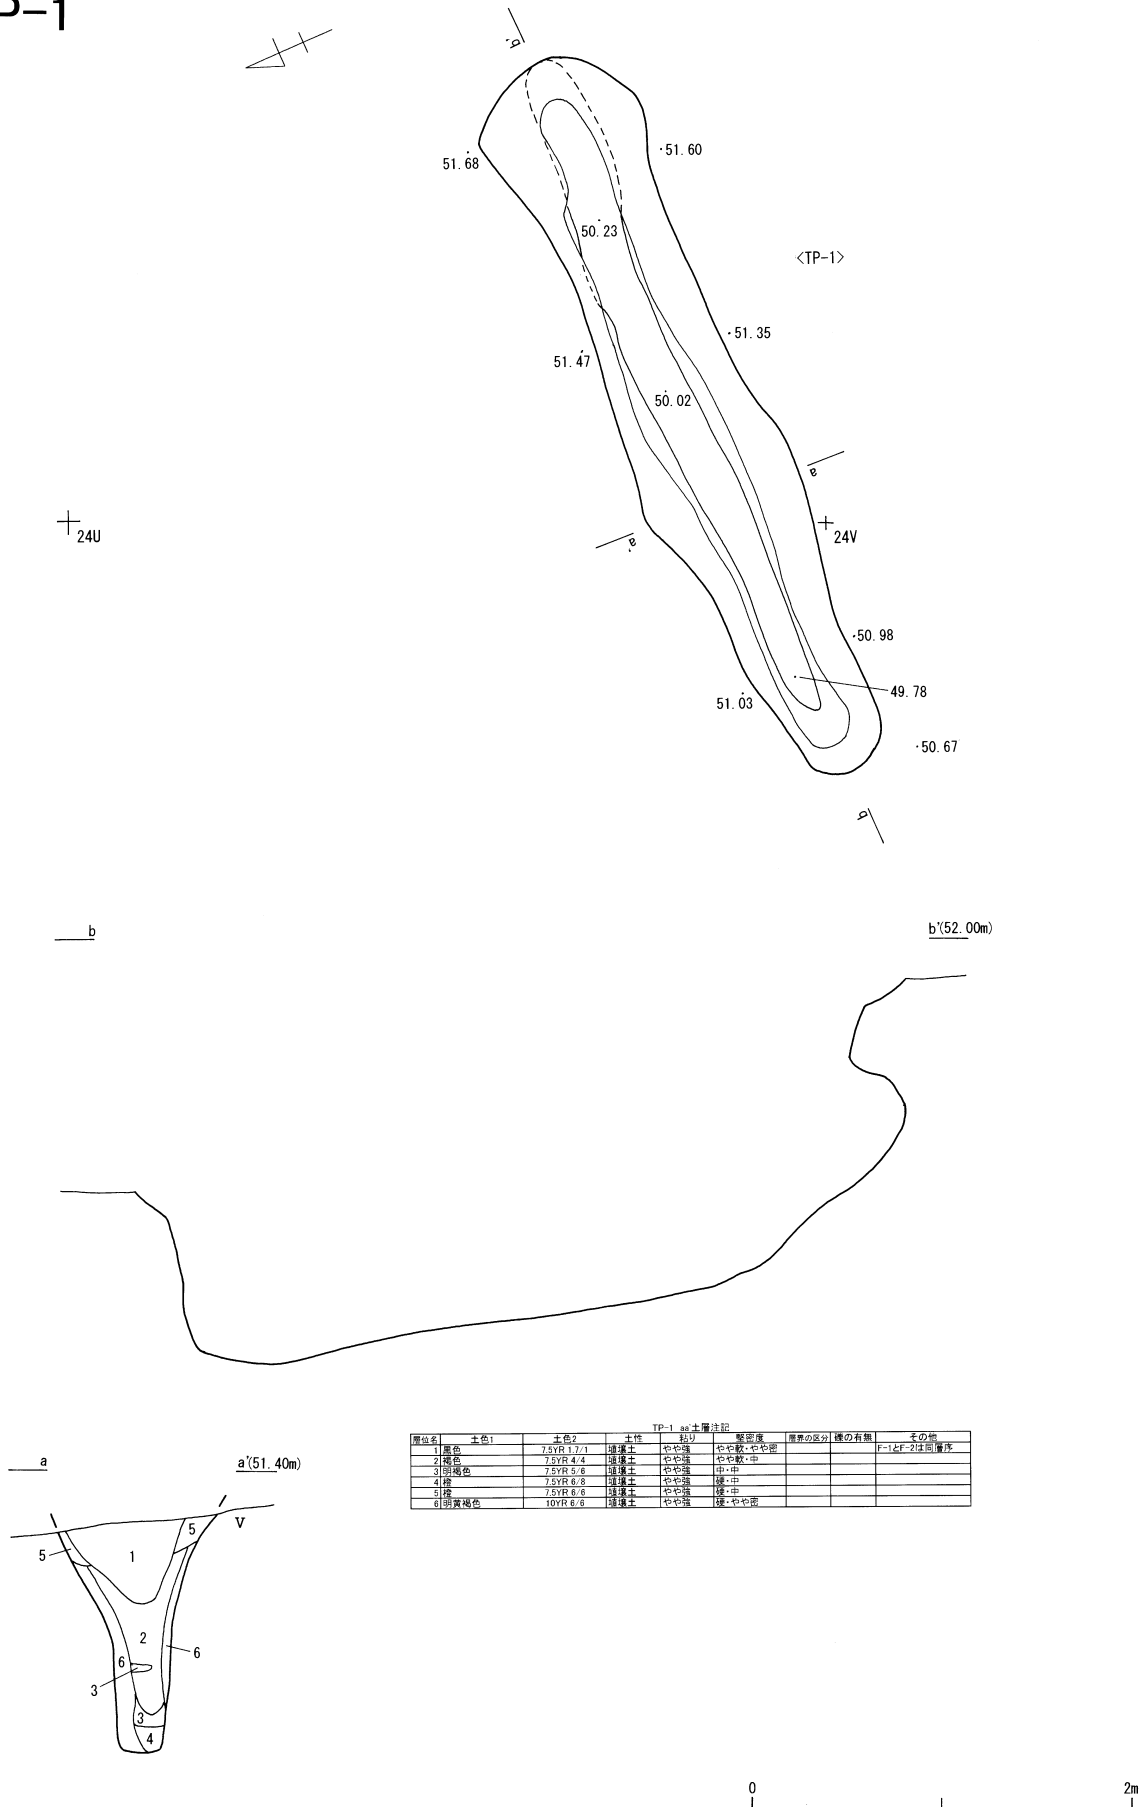 P-1
b'
51.68
51.60
50.23
<TP-1>
51.35
51.47
50.02
a
24U
a'
24V
50.98
49.78
51.03
50.67
b
b
b'(52.00m)
TP-1 aa'土層注記
層位名 土色1 土色2 土性 粘り 堅密度 層界の区分 礫の有無 その他
1 黒色 7.5YR 1.7/1 埴壌土 やや強 やや軟・やや密 F-1とF-2は同層序
2 褐色 7.5YR 4/4 埴壌土 やや強 やや軟・中
3 明褐色 7.5YR 5/6 埴壌土 やや強 中・中
4 橙 7.5YR 6/8 埴壌土 やや強 硬・中
5 橙 7.5YR 6/6 埴壌土 やや強 硬・中
6 明黄褐色 10YR 6/6 埴壌土 やや強 硬・やや密
a
a'(51.40m)
V
5
5
1
2
6
6
3
3
4
0
2m